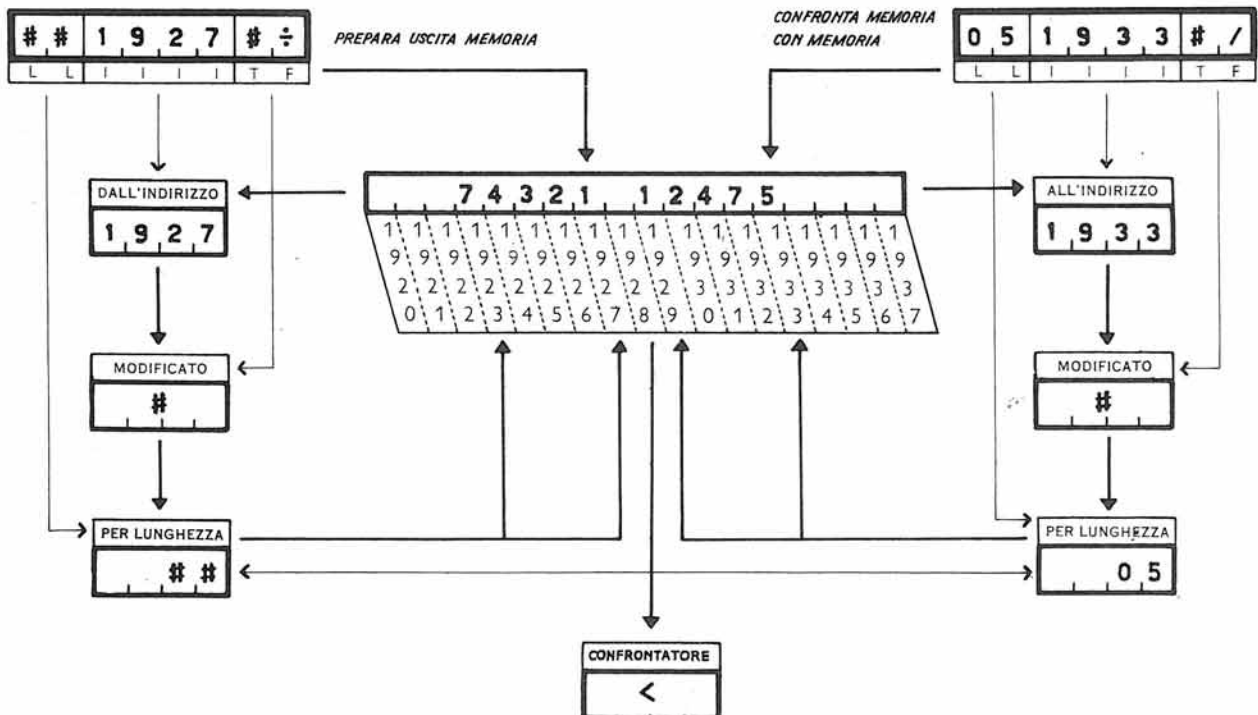 # # 1 9 2 7 # ÷
L L I I I I T F
PREPARA USCITA MEMORIA
CONFRONTA MEMORIA
CON MEMORIA
0 5 1 9 3 3 # /
L L I I I I T F
DALL'INDIRIZZO
1 9 2 7
7 4 3 2 1 1 2 4 7 5
1 1 1 1 1 1 1 1 1 1 1 1 1 1 1 1 1 1
9 9 9 9 9 9 9 9 9 9 9 9 9 9 9 9 9 9
2 2 2 2 2 2 2 2 2 2 3 3 3 3 3 3 3 3
0 1 2 3 4 5 6 7 8 9 0 1 2 3 4 5 6 7
ALL'INDIRIZZO
1 9 3 3
MODIFICATO
#
MODIFICATO
#
PER LUNGHEZZA
# #
PER LUNGHEZZA
0 5
CONFRONTATORE
<